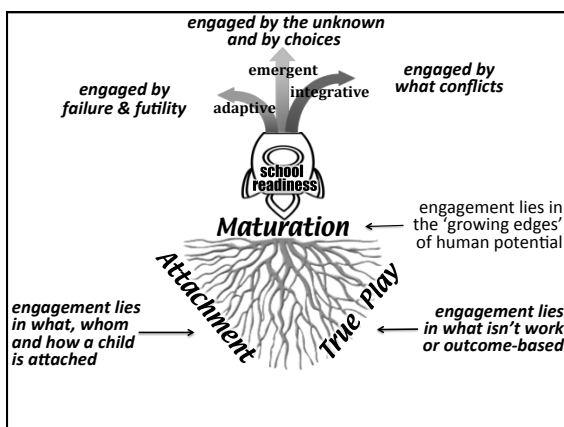 engaged by the unknown
and by choices
engaged by
failure & futility
adaptive
emergent
integrative
engaged by
what conflicts
school
readiness
Maturation
engagement lies in
the ‘growing edges’
of human potential
Attachment
True Play
engagement lies
in what, whom
and how a child
is attached
engagement lies
in what isn’t work
or outcome-based